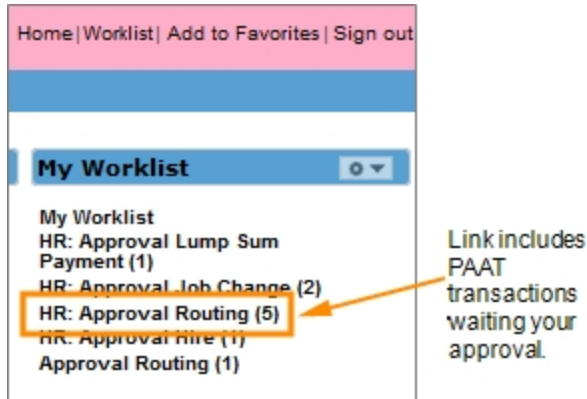 Home|Worklist| Add to Favorites | Sign out
My Worklist
My Worklist
HR: Approval Lump Sum
Payment (1)
HR: Approval Job Change (2)
HR: Approval Routing (5)
HR: Approval Hire (1)
Approval Routing (1)
Link includes
PAAT
transactions
waiting your
approval.